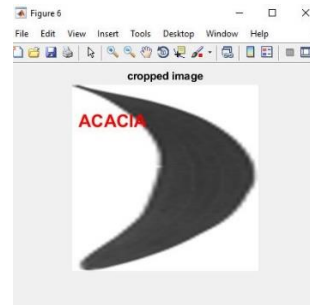 Figure 6
File Edit View Insert Tools Desktop Window Help
cropped image
ACACIA